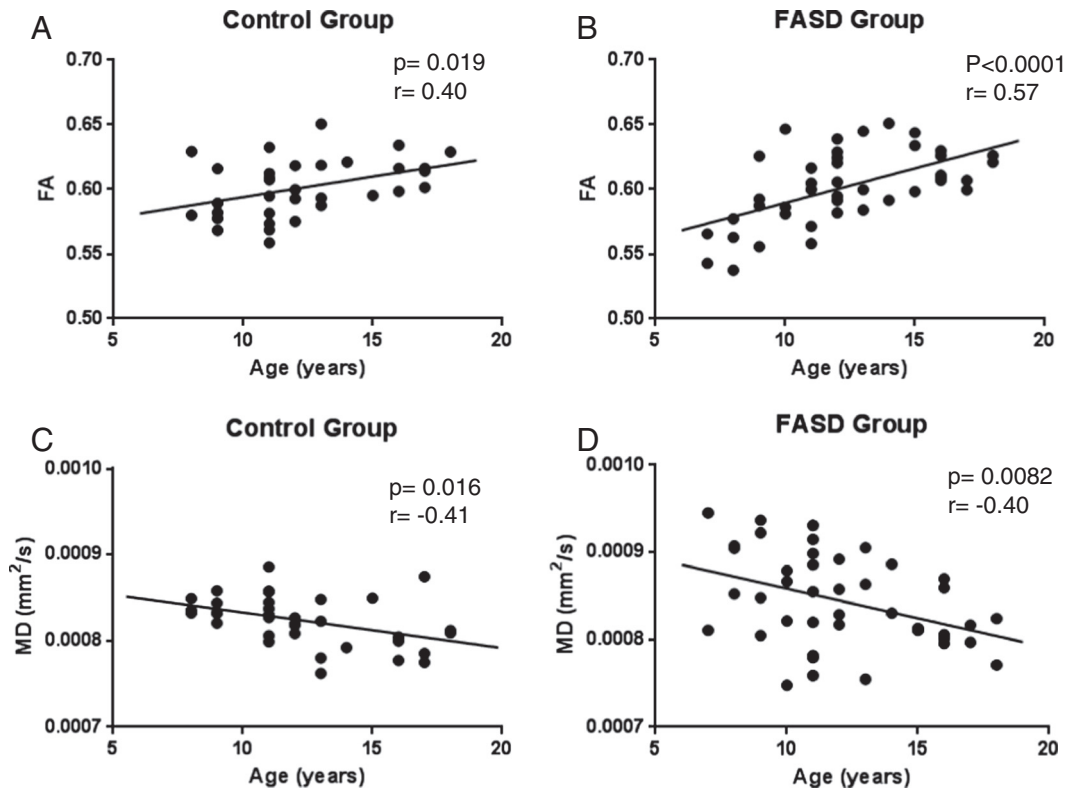 A
Control Group
p= 0.019
r= 0.40
0.70
0.65
0.60
0.55
0.50
FA
5
10
15
20
Age (years)
B
FASD Group
P<0.0001
r= 0.57
0.70
0.65
0.60
0.55
0.50
FA
5
10
15
20
Age (years)
C
Control Group
p= 0.016
r= -0.41
0.0010
0.0009
0.0008
0.0007
MD (mm²/s)
5
10
15
20
Age (years)
D
FASD Group
p= 0.0082
r= -0.40
0.0010
0.0009
0.0008
0.0007
MD (mm²/s)
5
10
15
20
Age (years)